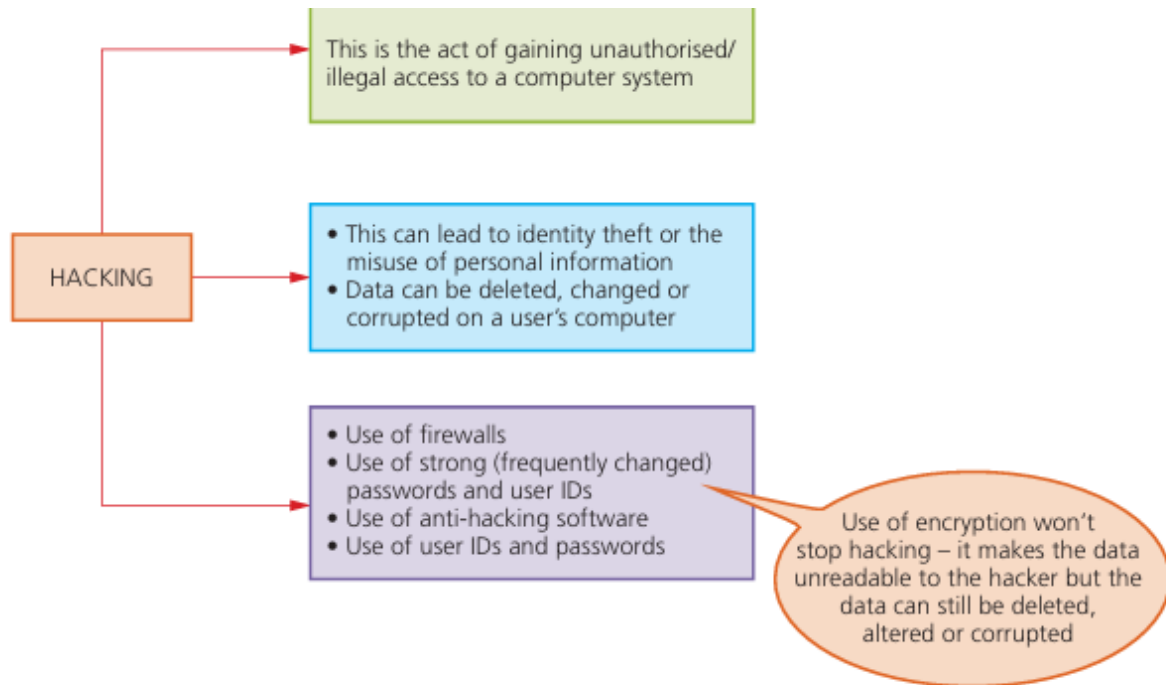 This is the act of gaining unauthorised/
illegal access to a computer system
HACKING
• This can lead to identity theft or the
misuse of personal information
• Data can be deleted, changed or
corrupted on a user's computer
• Use of firewalls
• Use of strong (frequently changed)
passwords and user IDs
• Use of anti-hacking software
• Use of user IDs and passwords
Use of encryption won't
stop hacking – it makes the data
unreadable to the hacker but the
data can still be deleted,
altered or corrupted